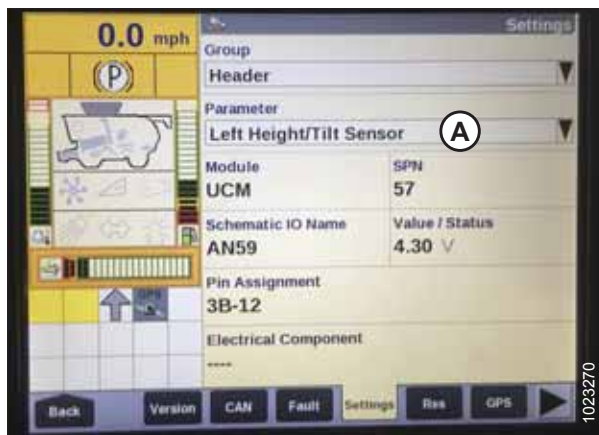 0.0 mph
(P)
Settings
Group
Header
Parameter
Left Height/Tilt Sensor
A
Module
UCM
SPN
57
Schematic IO Name
AN59
Value / Status
4.30 V
Pin Assignment
3B-12
Electrical Component
----
Back
Version
CAN
Fault
Settings
Res
GPS
1023270